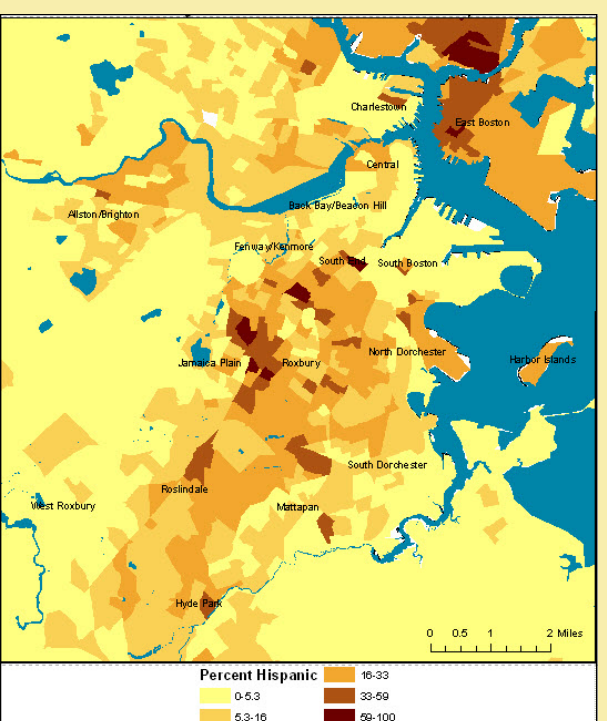 Charlestown
East Boston
Central
Back Bay/Beacon Hill
Allston/Brighton
Fenway/Kenmore
South End
South Boston
North Dorchester
Harbor Islands
Jamaica Plain
Roxbury
South Dorchester
Roslindale
West Roxbury
Mattapan
Hyde Park
0 0.5 1 2 Miles
Percent Hispanic
0-5.3
5.3-16
16-33
33-59
59-100